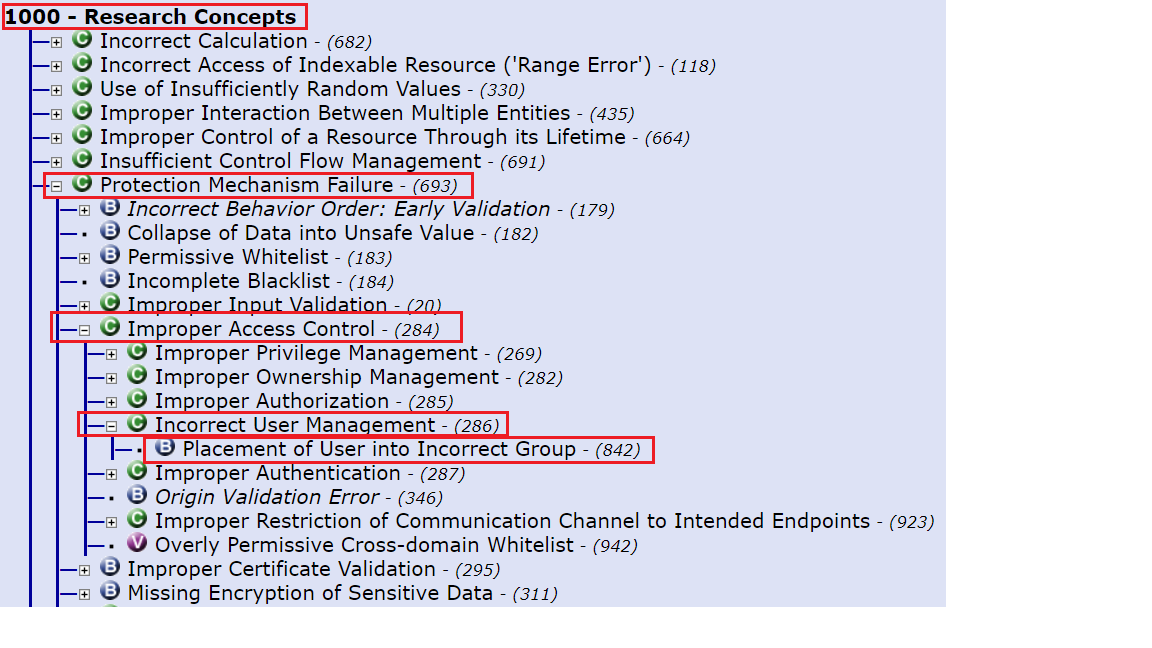 1000 - Research Concepts
C Incorrect Calculation - (682)
C Incorrect Access of Indexable Resource ('Range Error') - (118)
C Use of Insufficiently Random Values - (330)
C Improper Interaction Between Multiple Entities - (435)
C Improper Control of a Resource Through its Lifetime - (664)
C Insufficient Control Flow Management - (691)
C Protection Mechanism Failure - (693)
B Incorrect Behavior Order: Early Validation - (179)
B Collapse of Data into Unsafe Value - (182)
B Permissive Whitelist - (183)
B Incomplete Blacklist - (184)
C Improper Input Validation - (20)
C Improper Access Control - (284)
C Improper Privilege Management - (269)
C Improper Ownership Management - (282)
C Improper Authorization - (285)
C Incorrect User Management - (286)
B Placement of User into Incorrect Group - (842)
C Improper Authentication - (287)
B Origin Validation Error - (346)
C Improper Restriction of Communication Channel to Intended Endpoints - (923)
V Overly Permissive Cross-domain Whitelist - (942)
B Improper Certificate Validation - (295)
B Missing Encryption of Sensitive Data - (311)